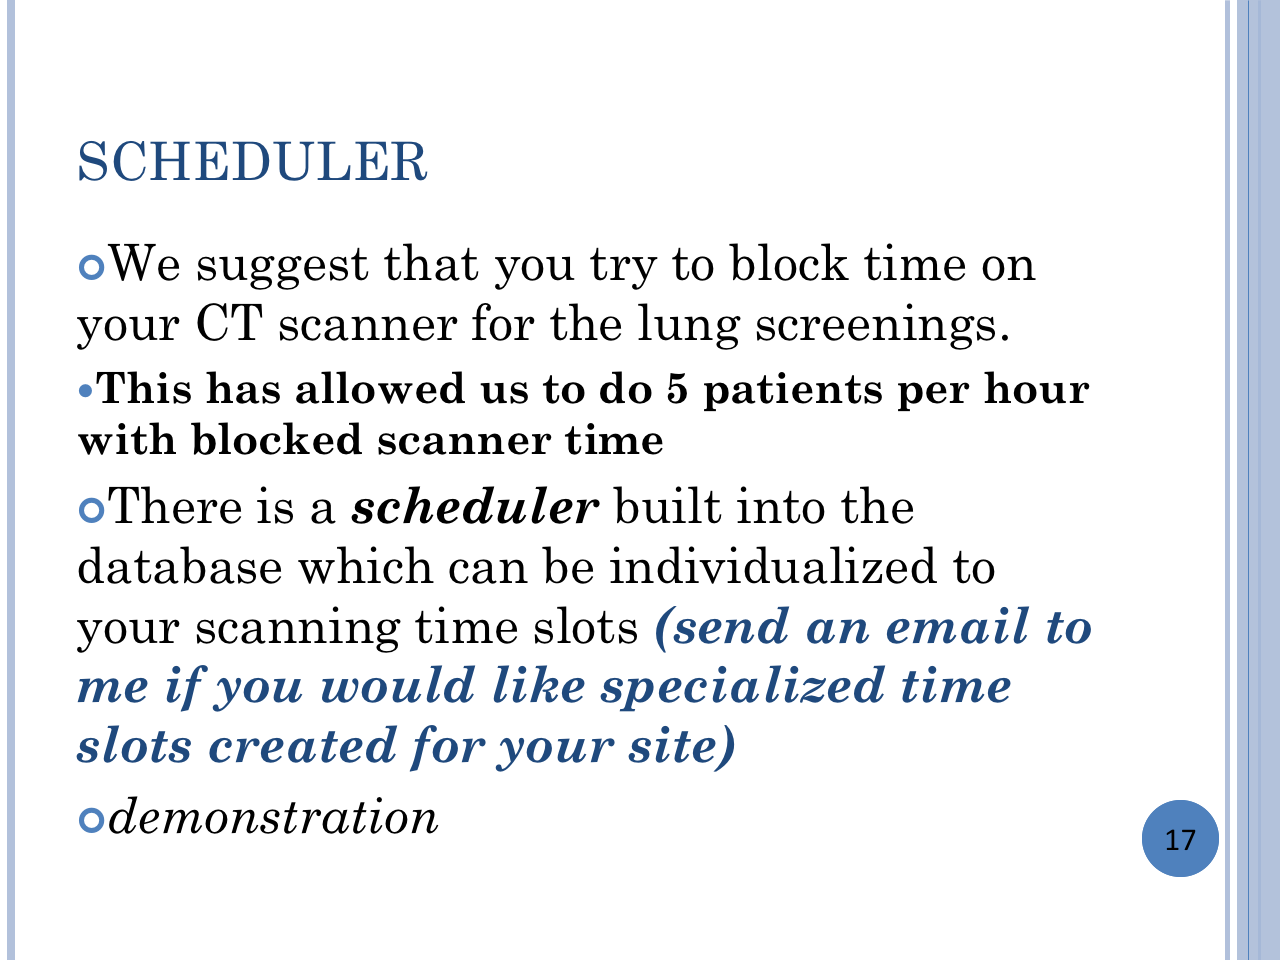 SCHEDULER
We suggest that you try to block time on
your CT scanner for the lung screenings.
•This has allowed us to do 5 patients per hour
with blocked scanner time
There is a scheduler built into the
database which can be individualized to
your scanning time slots (send an email to
me if you would like specialized time
slots created for your site)
demonstration
17